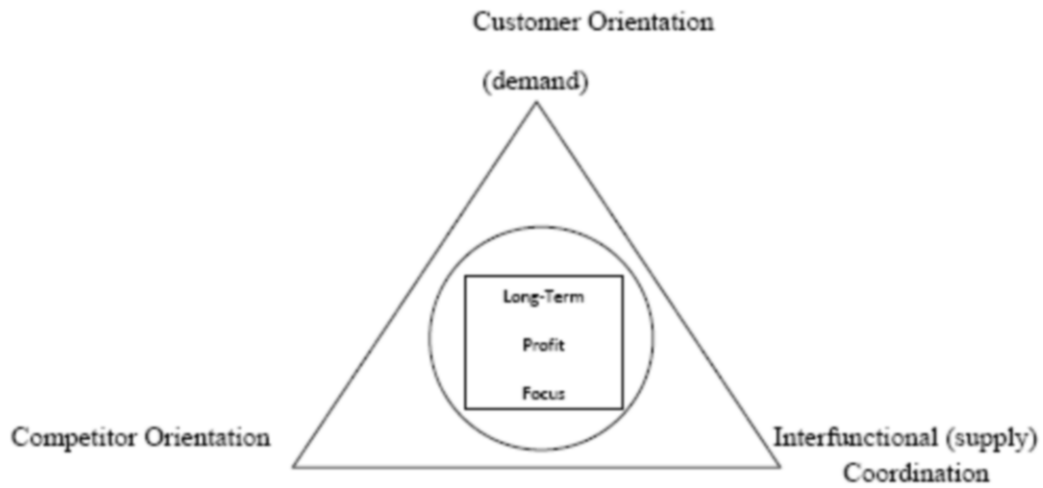 Customer Orientation
(demand)
Long-Term
Profit
Focus
Competitor Orientation
Interfunctional (supply)
Coordination